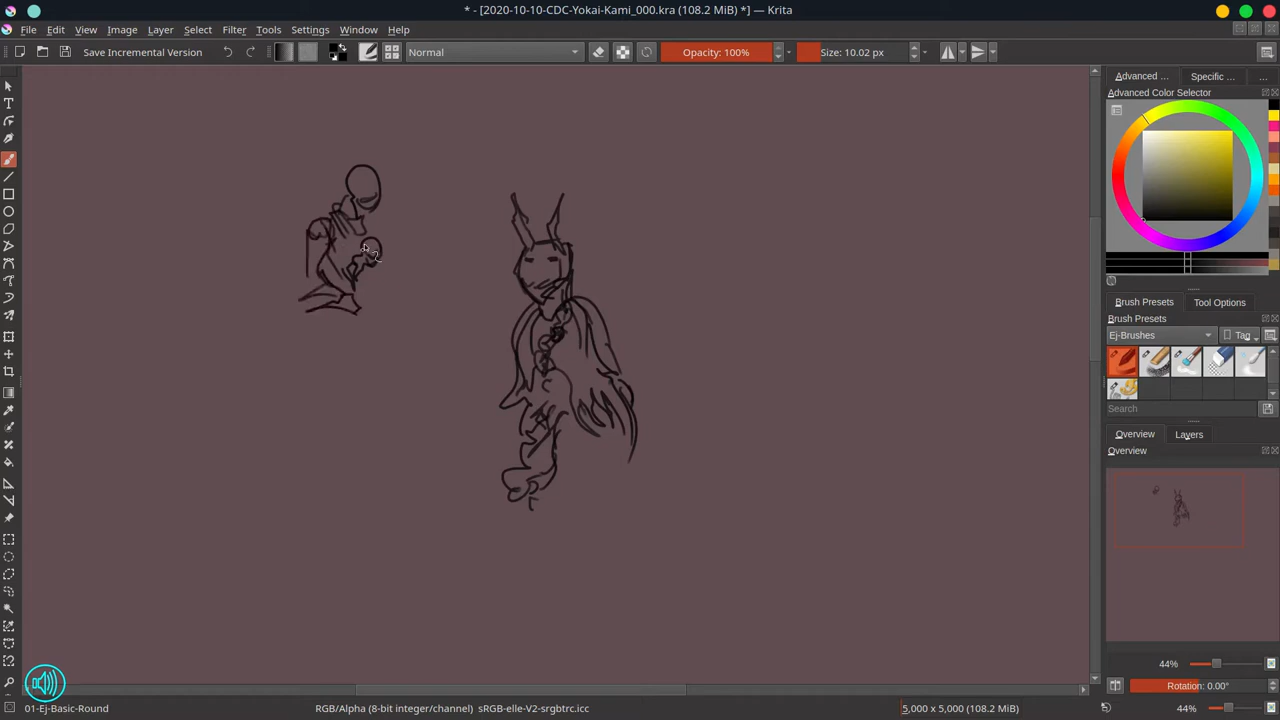 * - [2020-10-10-CDC-Yokai-Kami_000.kra (108.2 MiB) *] — Krita
File Edit View Image Layer Select Filter Tools Settings Window Help
Save Incremental Version Normal Opacity: 100% Size: 10.02 px
Advanced ... Specific ... ...
Advanced Color Selector
Brush Presets Tool Options
Brush Presets
Ej-Brushes Tag
Search
Overview Layers
Overview
44%
Rotation: 0.00°
01-Ej-Basic-Round RGB/Alpha (8-bit integer/channel) sRGB-elle-V2-srgbtrc.icc 5,000 x 5,000 (108.2 MiB) 44%